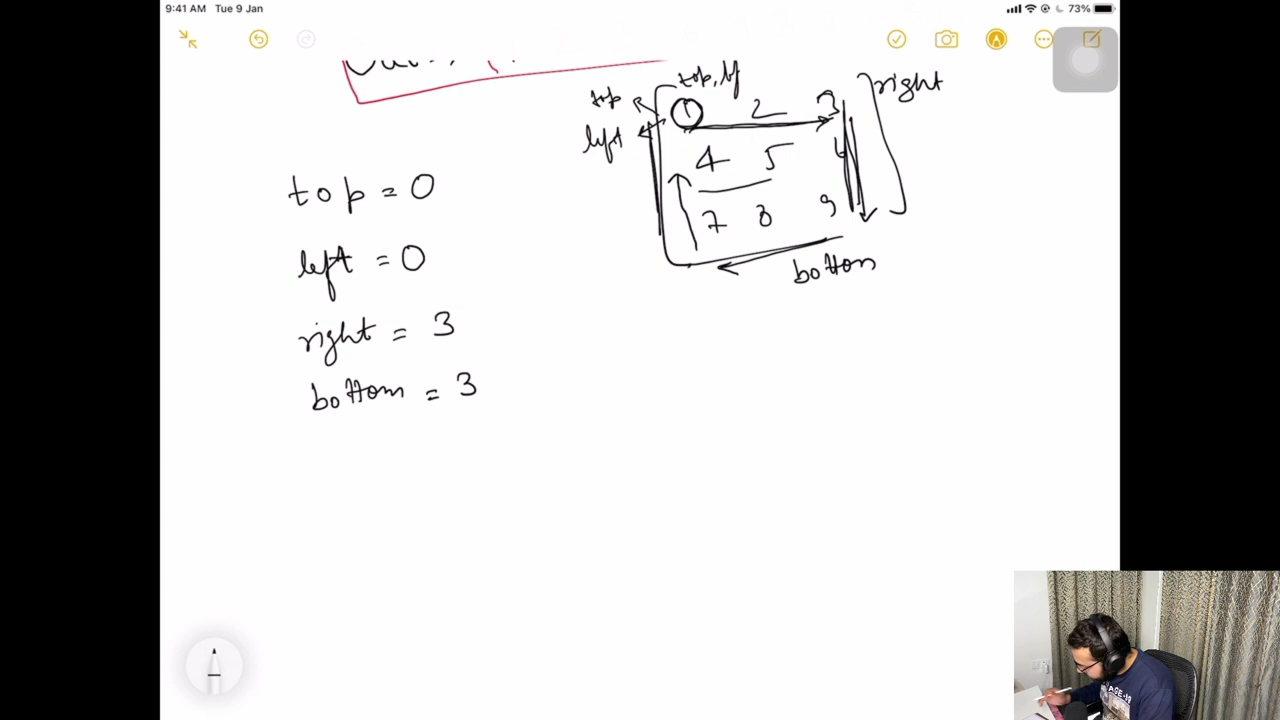 9:41 AM Tue 9 Jan
73%
top, lf
top
left
right
1 2 3
4 5 6
7 8 9
bottom
top = 0
left = 0
right = 3
bottom = 3